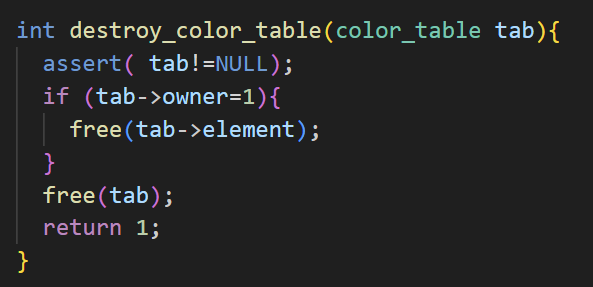 int destroy_color_table(color_table tab){
  assert( tab!=NULL);
  if (tab->owner=1){
    free(tab->element);
  }
  free(tab);
  return 1;
}